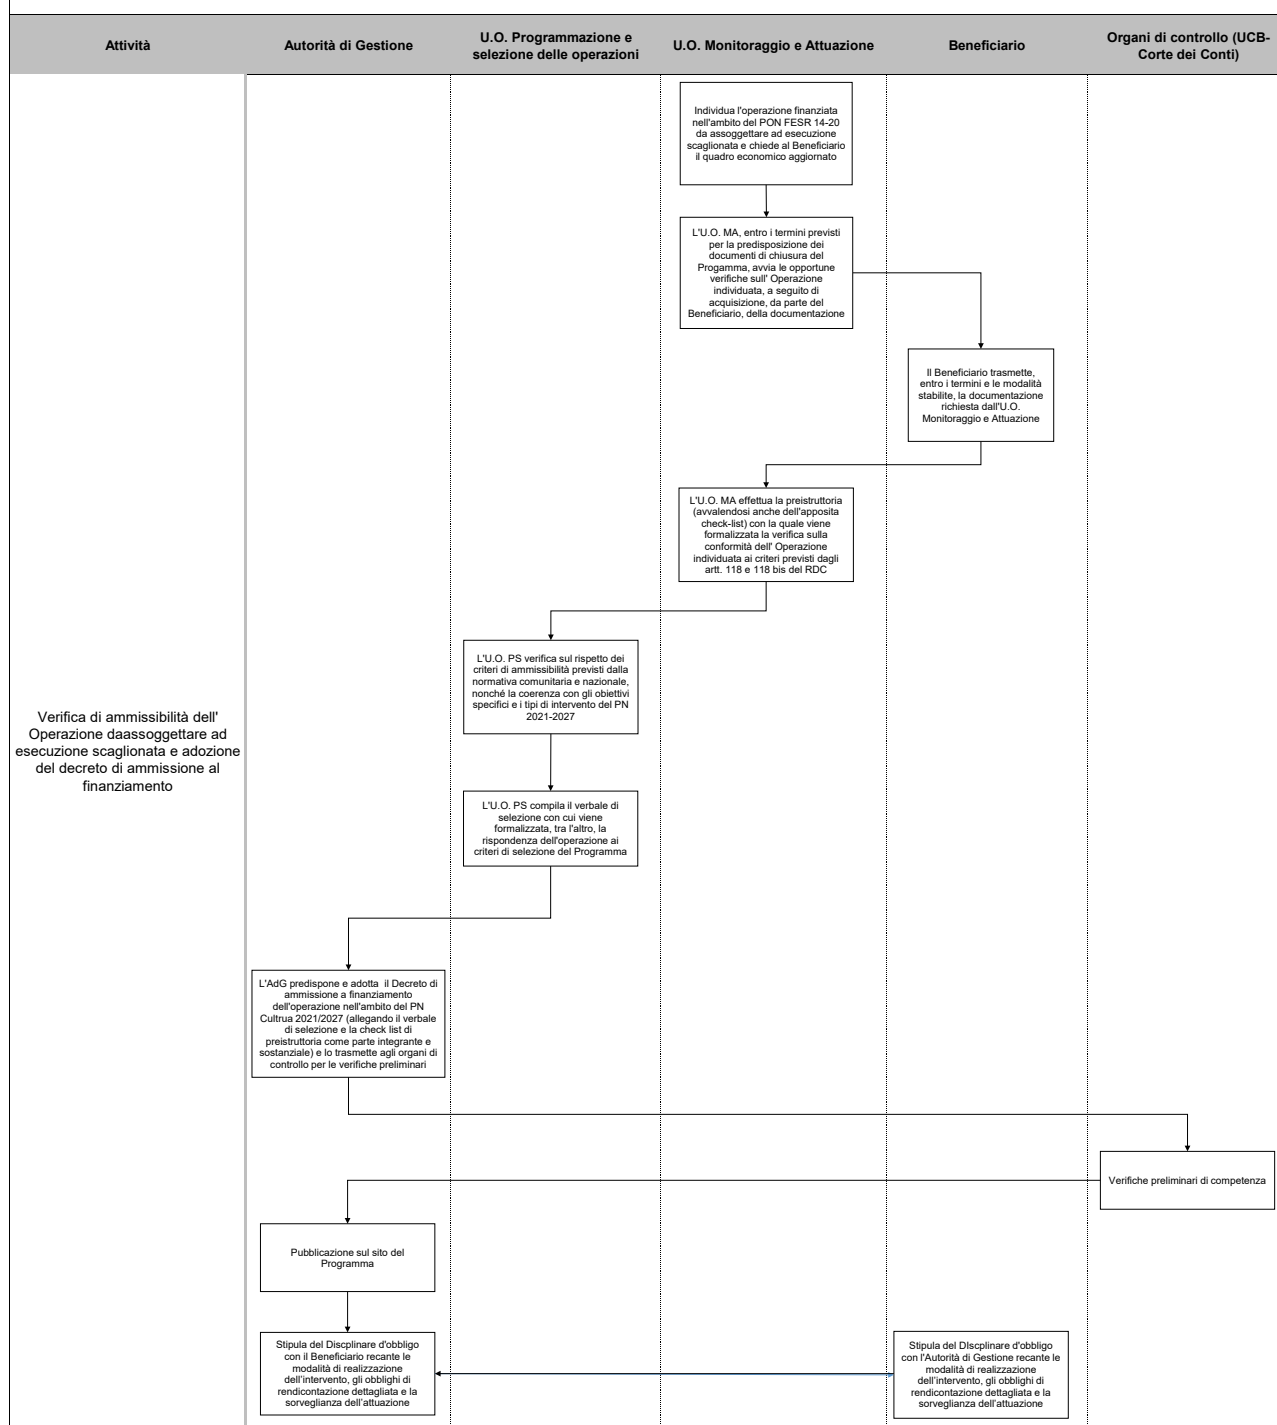 Attività
Autorità di Gestione
U.O. Programmazione e
selezione delle operazioni
U.O. Monitoraggio e Attuazione
Beneficiario
Organi di controllo (UCB-
Corte dei Conti)
Individua l'operazione finanziata
nell'ambito del PON FESR 14-20
da assoggettare ad esecuzione
scaglionata e chiede al Beneficiario
il quadro economico aggiornato
L'U.O. MA, entro i termini previsti
per la predisposizione dei
documenti di chiusura del
Progamma, avvia le opportune
verifiche sull' Operazione
individuata, a seguito di
acquisizione, da parte del
Beneficiario, della documentazione
Il Beneficiario trasmette,
entro i termini e le modalità
stabilite, la documentazione
richiesta dall'U.O.
Monitoraggio e Attuazione
L'U.O. MA effettua la preistruttoria
(avvalendosi anche dell'apposita
check-list) con la quale viene
formalizzata la verifica sulla
conformità dell' Operazione
individuata ai criteri previsti dagli
artt. 118 e 118 bis del RDC
L'U.O. PS verifica sul rispetto dei
criteri di ammissibilità previsti dalla
normativa comunitaria e nazionale,
nonché la coerenza con gli obiettivi
specifici e i tipi di intervento del PN
2021-2027
Verifica di ammissibilità dell'
Operazione daassoggettare ad
esecuzione scaglionata e adozione
del decreto di ammissione al
finanziamento
L'U.O. PS compila il verbale di
selezione con cui viene
formalizzata, tra l'altro, la
rispondenza dell'operazione ai
criteri di selezione del Programma
L'AdG predispone e adotta il Decreto di
ammissione a finanziamento
dell'operazione nell'ambito del PN
Cultrua 2021/2027 (allegando il verbale
di selezione e la check list di
preistruttoria come parte integrante e
sostanziale) e lo trasmette agli organi di
controllo per le verifiche preliminari
Verifiche preliminari di competenza
Pubblicazione sul sito del
Programma
Stipula del Discplinare d'obbligo
con il Beneficiario recante le
modalità di realizzazione
dell'intervento, gli obblighi di
rendicontazione dettagliata e la
sorveglianza dell'attuazione
Stipula del DIscplinare d'obbligo
con l'Autorità di Gestione recante le
modalità di realizzazione
dell'intervento, gli obblighi di
rendicontazione dettagliata e la
sorveglianza dell'attuazione